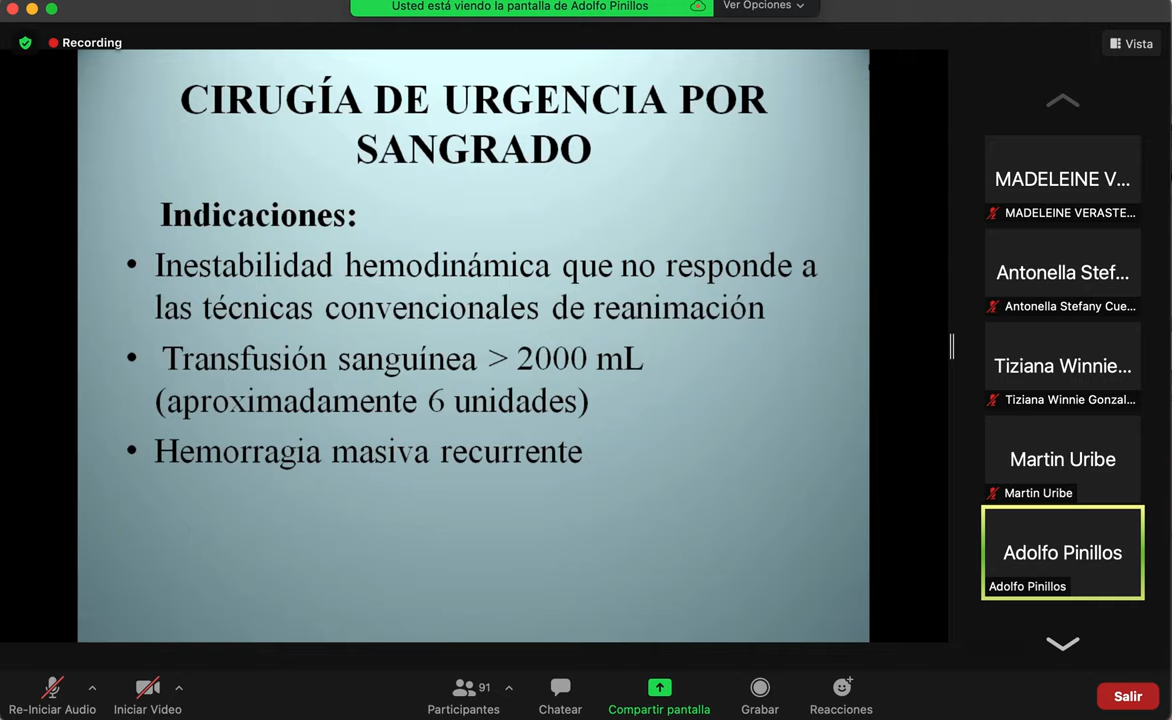 Usted está viendo la pantalla de Adolfo Pinillos
Ver Opciones
Recording
Vista
CIRUGÍA DE URGENCIA POR
SANGRADO
Indicaciones:
• Inestabilidad hemodinámica que no responde a
las técnicas convencionales de reanimación
• Transfusión sanguínea > 2000 mL
(aproximadamente 6 unidades)
• Hemorragia masiva recurrente
MADELEINE V...
MADELEINE VERASTE...
Antonella Stef...
Antonella Stefany Cue...
Tiziana Winnie...
Tiziana Winnie Gonzal...
Martin Uribe
Martin Uribe
Adolfo Pinillos
Adolfo Pinillos
Re-Iniciar Audio
Iniciar Video
91
Participantes
Chatear
Compartir pantalla
Grabar
Reacciones
Salir